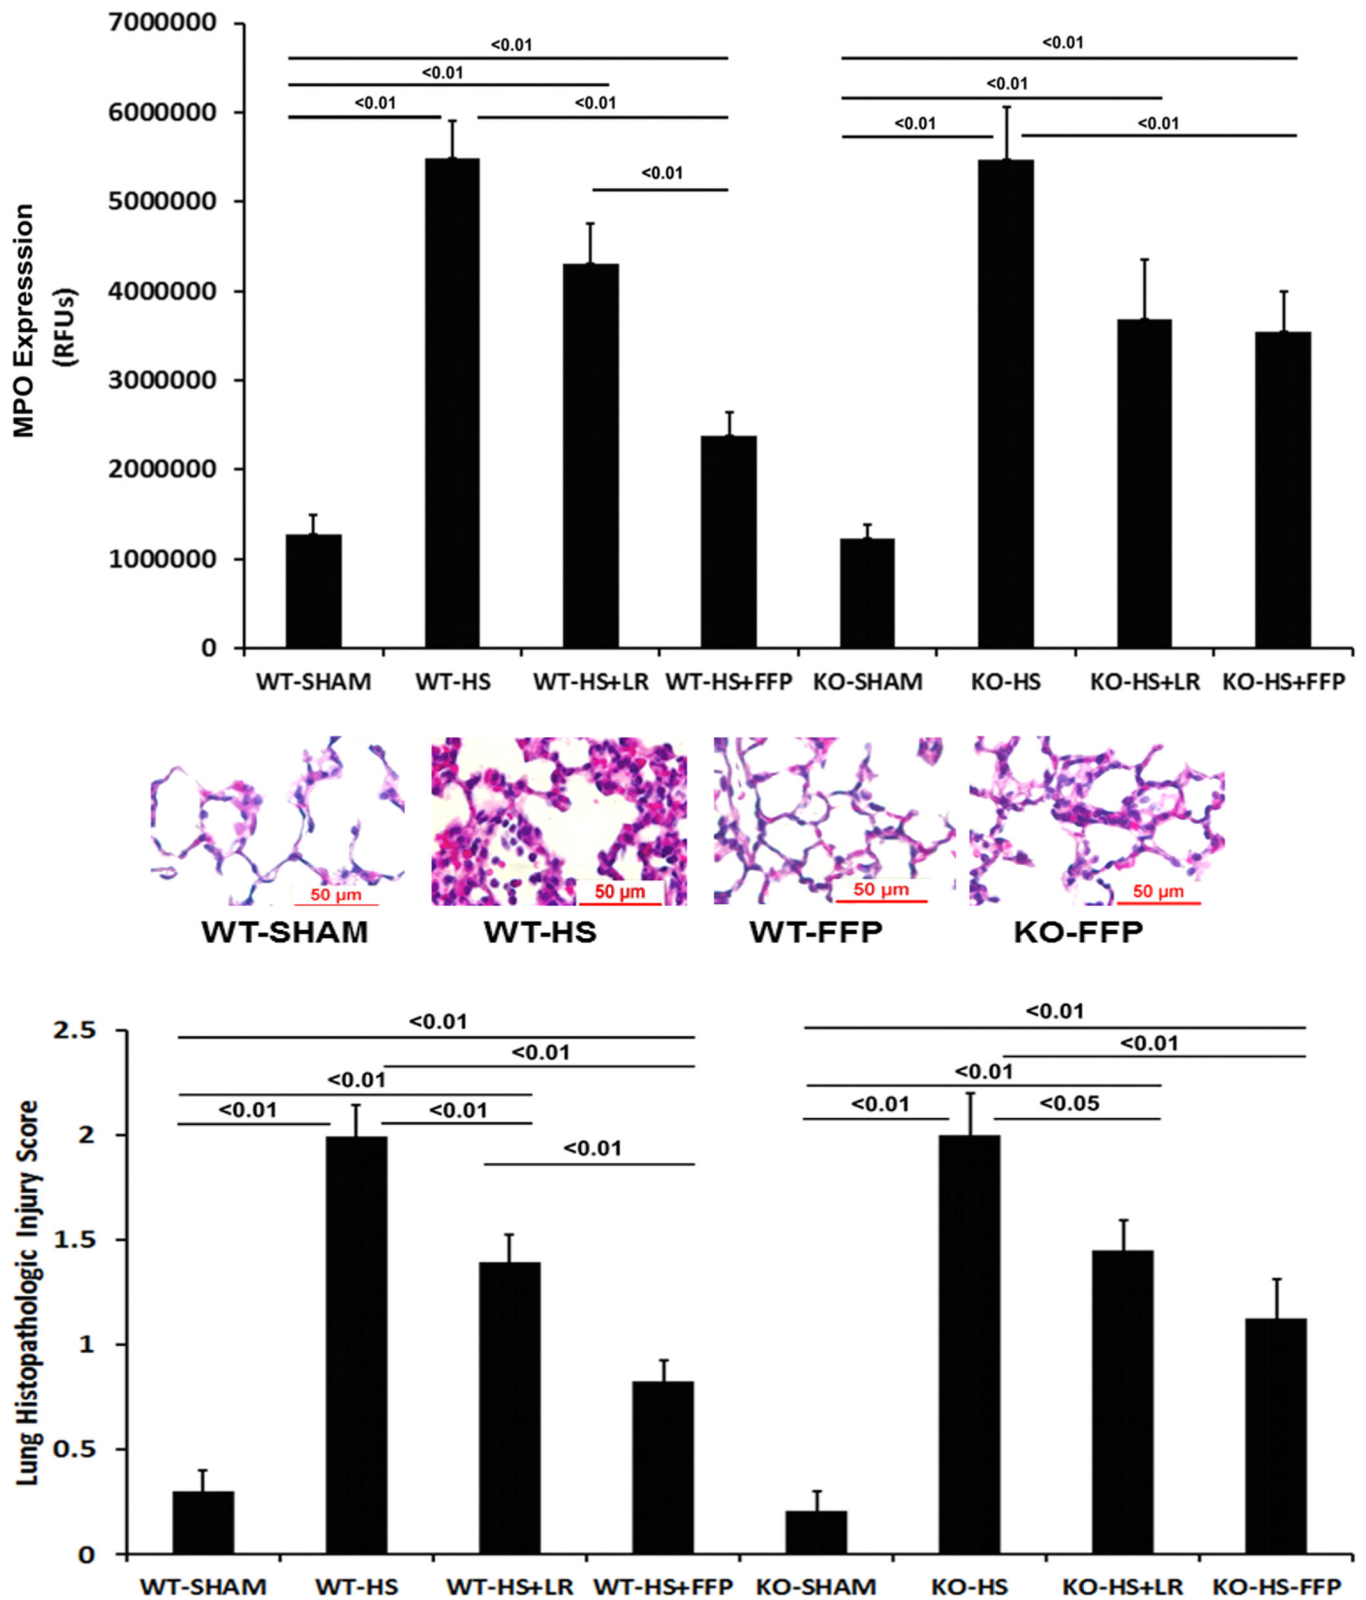 7000000
6000000
5000000
4000000
3000000
2000000
1000000
0
MPO Expresssion
(RFUs)
<0.01
<0.01
<0.01
<0.01
<0.01
<0.01
<0.01
<0.01
<0.01
WT-SHAM
WT-HS
WT-HS+LR
WT-HS+FFP
KO-SHAM
KO-HS
KO-HS+LR
KO-HS+FFP
50 µm
50 µm
50 µm
50 µm
WT-SHAM
WT-HS
WT-FFP
KO-FFP
2.5
2
1.5
1
0.5
0
Lung Histopathologic Injury Score
<0.01
<0.01
<0.01
<0.01
<0.01
<0.01
<0.01
<0.01
<0.01
<0.01
<0.05
WT-SHAM
WT-HS
WT-HS+LR
WT-HS+FFP
KO-SHAM
KO-HS
KO-HS+LR
KO-HS-FFP